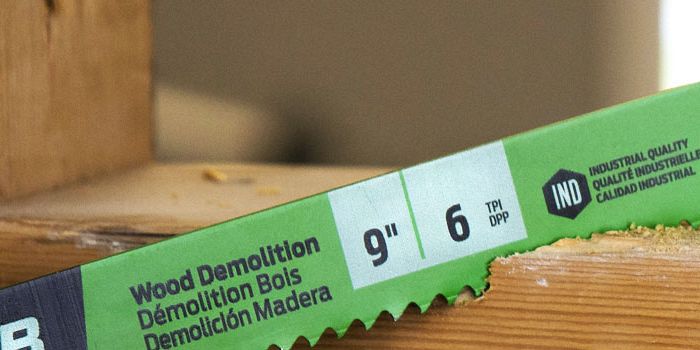 B
Wood Demolition
Démolition Bois
Demolición Madera
9"
6
TPI
DPP
IND
INDUSTRIAL QUALITY
QUALITÉ INDUSTRIELLE
CALIDAD INDUSTRIAL